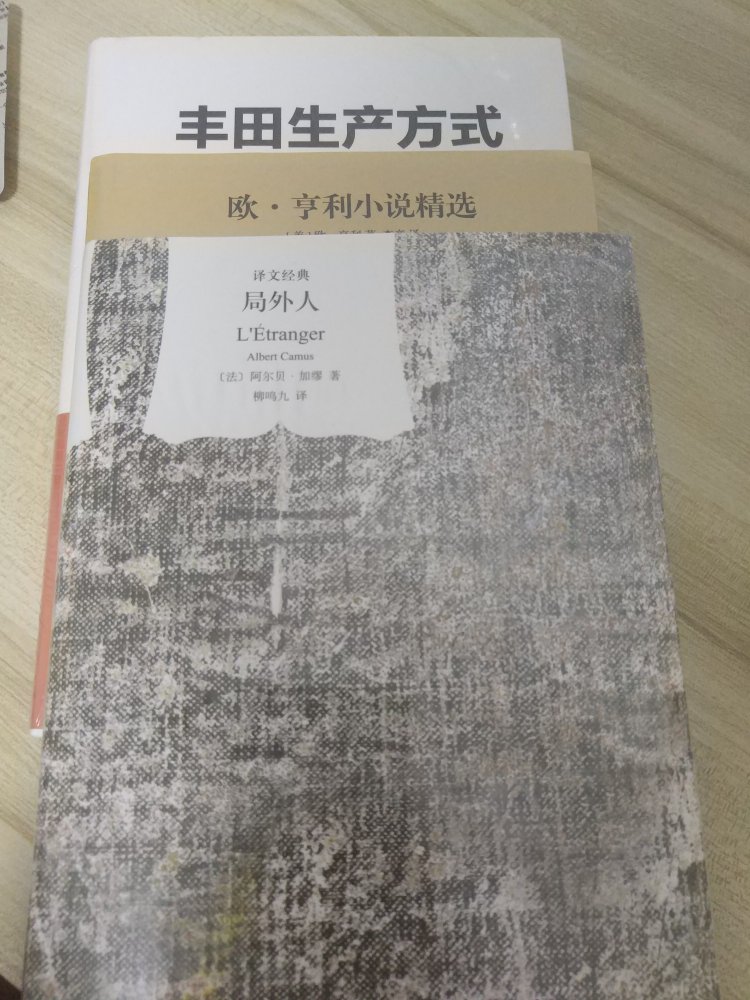 丰田生产方式
欧·亨利小说精选
译文经典
局外人
L'Étranger
Albert Camus
〔法〕阿尔贝·加缪 著
柳鸣九 译